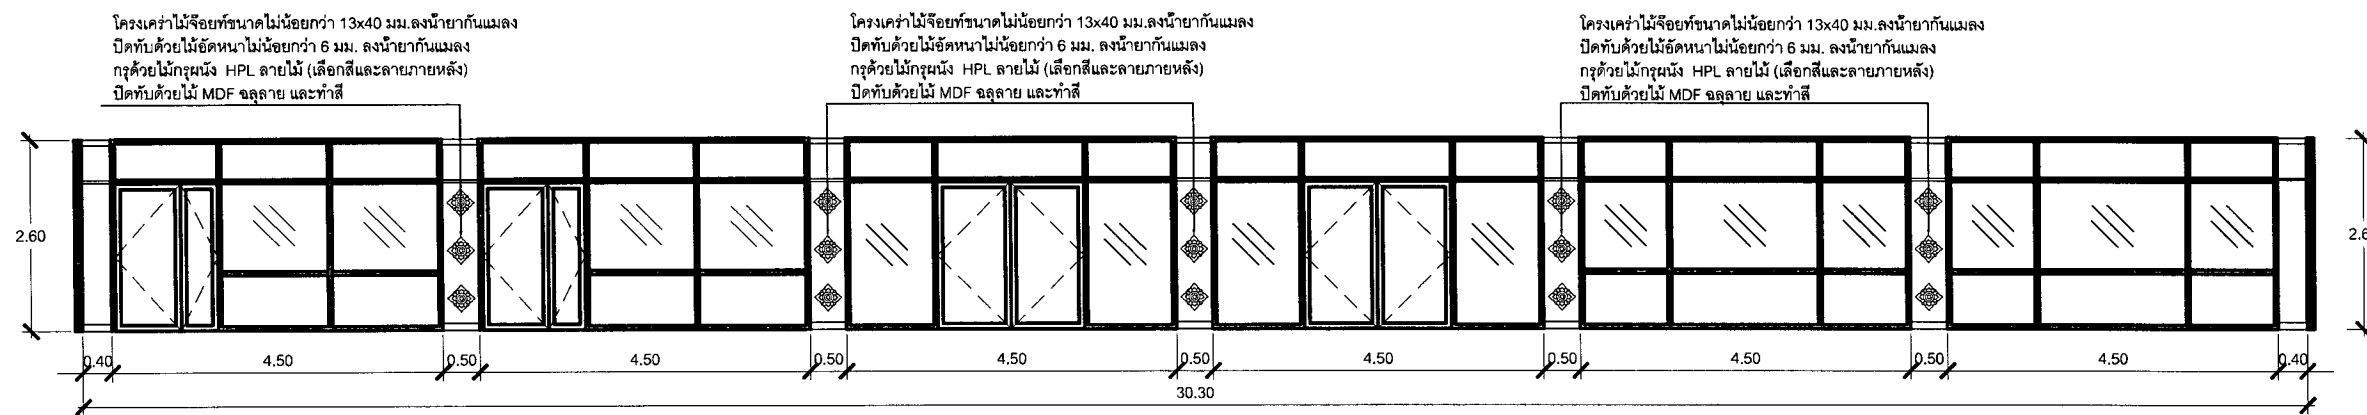 โครงเคร่าไม้จ๊อยท์ขนาดไม่น้อยกว่า 13x40 มม.ลงน้ำยากันแมลง
ปิดทับด้วยไม้อัดหนาไม่น้อยกว่า 6 มม. ลงน้ำยากันแมลง
กรุด้วยไม้กรุผนัง HPL ลายไม้ (เลือกสีและลายภายหลัง)
ปิดทับด้วยไม้ MDF ฉลุลาย และทำสี
โครงเคร่าไม้จ๊อยท์ขนาดไม่น้อยกว่า 13x40 มม.ลงน้ำยากันแมลง
ปิดทับด้วยไม้อัดหนาไม่น้อยกว่า 6 มม. ลงน้ำยากันแมลง
กรุด้วยไม้กรุผนัง HPL ลายไม้ (เลือกสีและลายภายหลัง)
ปิดทับด้วยไม้ MDF ฉลุลาย และทำสี
โครงเคร่าไม้จ๊อยท์ขนาดไม่น้อยกว่า 13x40 มม.ลงน้ำยากันแมลง
ปิดทับด้วยไม้อัดหนาไม่น้อยกว่า 6 มม. ลงน้ำยากันแมลง
กรุด้วยไม้กรุผนัง HPL ลายไม้ (เลือกสีและลายภายหลัง)
ปิดทับด้วยไม้ MDF ฉลุลาย และทำสี
2.60
2.6
0.40 4.50 0.50 4.50 0.50 4.50 0.50 4.50 0.50 4.50 0.50 4.50 0.40
30.30